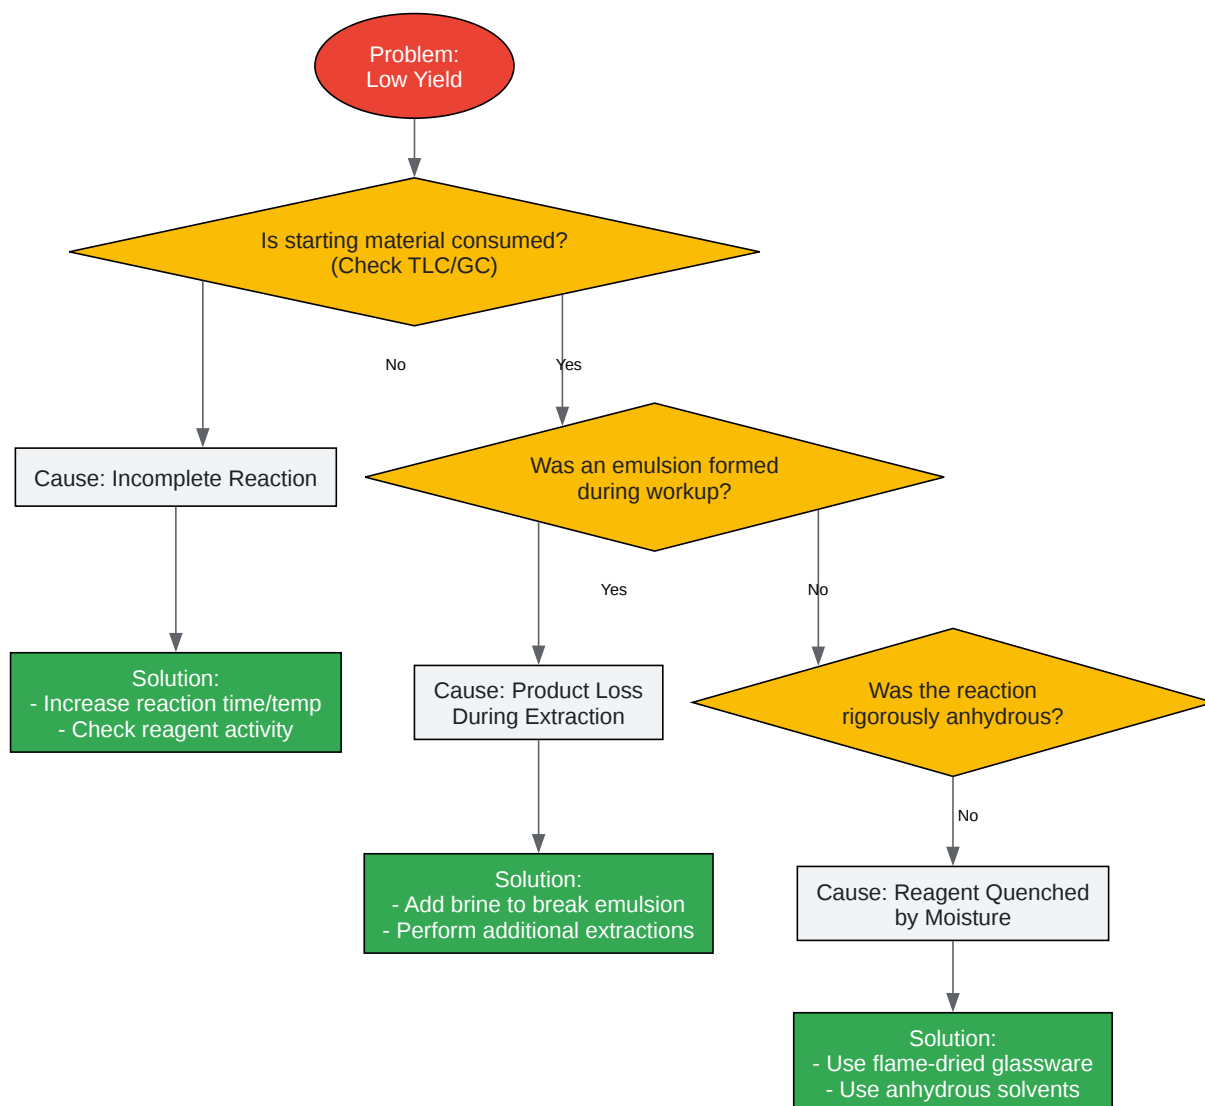 Problem:
Low Yield
Is starting material consumed?
(Check TLC/GC)
No
Yes
Cause: Incomplete Reaction
Was an emulsion formed
during workup?
Yes
No
Solution:
- Increase reaction time/temp
- Check reagent activity
Cause: Product Loss
During Extraction
Was the reaction
rigorously anhydrous?
No
Solution:
- Add brine to break emulsion
- Perform additional extractions
Cause: Reagent Quenched
by Moisture
Solution:
- Use flame-dried glassware
- Use anhydrous solvents